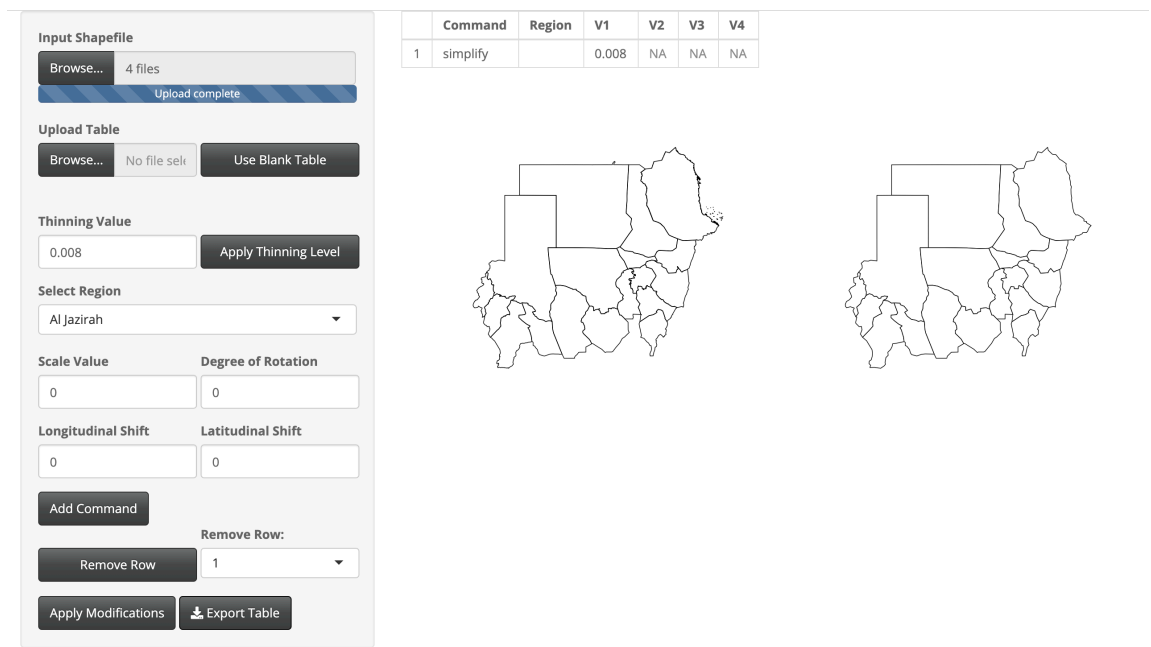 Input Shapefile
Browse... 4 files
Upload complete
Upload Table
Browse... No file sele Use Blank Table
Thinning Value
0.008 Apply Thinning Level
Select Region
Al Jazirah
Scale Value Degree of Rotation
0 0
Longitudinal Shift Latitudinal Shift
0 0
Add Command
Remove Row:
Remove Row 1
Apply Modifications Export Table
Command Region V1 V2 V3 V4
1 simplify 0.008 NA NA NA